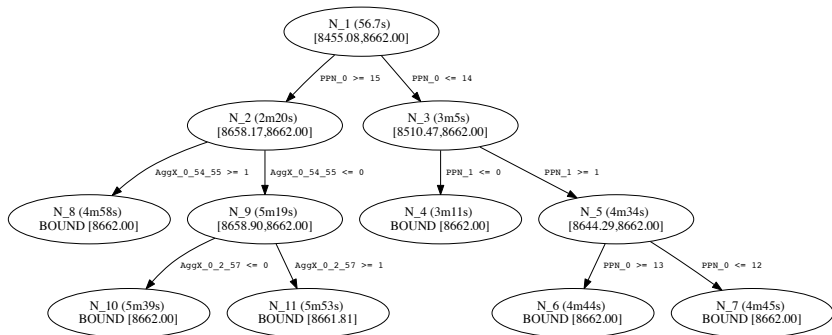 N_1 (56.7s)
[8455.08,8662.00]
PPN_0 >= 15
PPN_0 <= 14
N_2 (2m20s)
[8658.17,8662.00]
N_3 (3m5s)
[8510.47,8662.00]
AggX_0_54_55 >= 1
AggX_0_54_55 <= 0
PPN_1 <= 0
PPN_1 >= 1
N_8 (4m58s)
BOUND [8662.00]
N_9 (5m19s)
[8658.90,8662.00]
N_4 (3m11s)
BOUND [8662.00]
N_5 (4m34s)
[8644.29,8662.00]
AggX_0_2_57 <= 0
AggX_0_2_57 >= 1
PPN_0 >= 13
PPN_0 <= 12
N_10 (5m39s)
BOUND [8662.00]
N_11 (5m53s)
BOUND [8661.81]
N_6 (4m44s)
BOUND [8662.00]
N_7 (4m45s)
BOUND [8662.00]